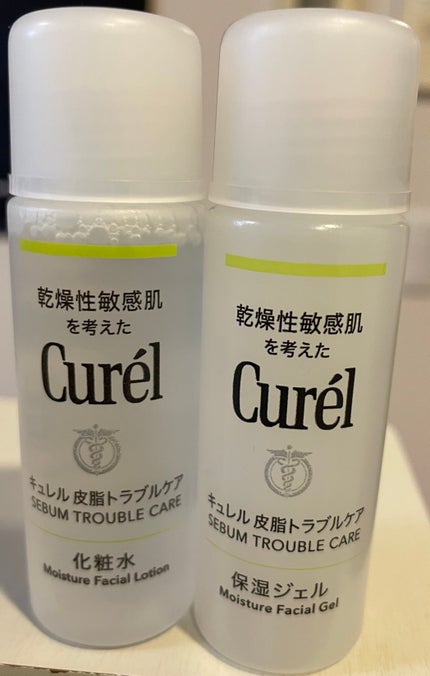 乾燥性敏感肌
を考えた
Curél
キュレル 皮脂トラブルケア
SEBUM TROUBLE CARE
化粧水
Moisture Facial Lotion
乾燥性敏感肌
を考えた
Curél
キュレル 皮脂トラブルケア
SEBUM TROUBLE CARE
保湿ジェル
Moisture Facial Gel